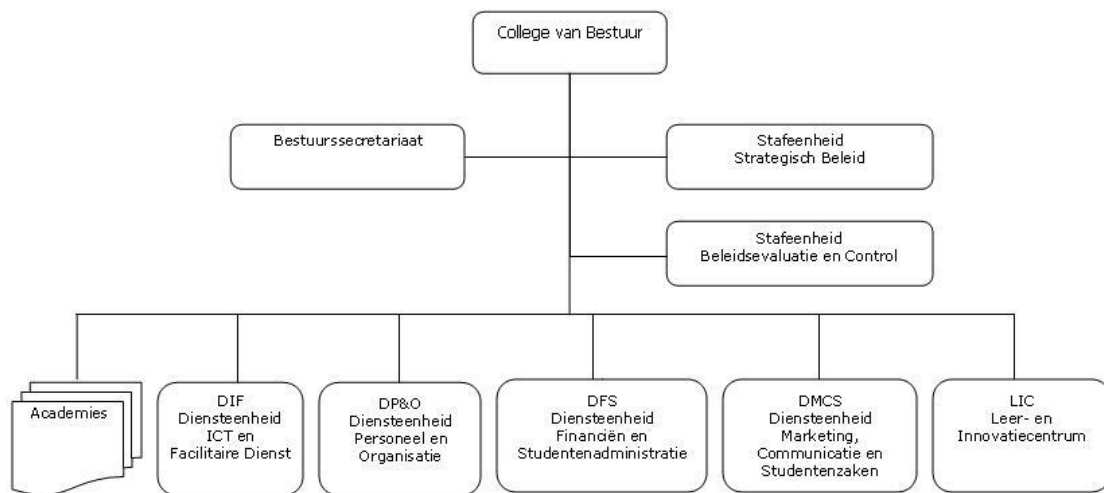 College van Bestuur
Bestuurssecretariaat
Stafeenheid
Strategisch Beleid
Stafeenheid
Beleidsevaluatie en Control
Academies
DIF
Diensteenheid
ICT en
Facilitaire Dienst
DP&O
Diensteenheid
Personeel en
Organisatie
DFS
Diensteenheid
Financiën en
Studentenadministratie
DMCS
Diensteenheid
Marketing,
Communicatie en
Studentenzaken
LIC
Leer- en
Innovatiecentrum